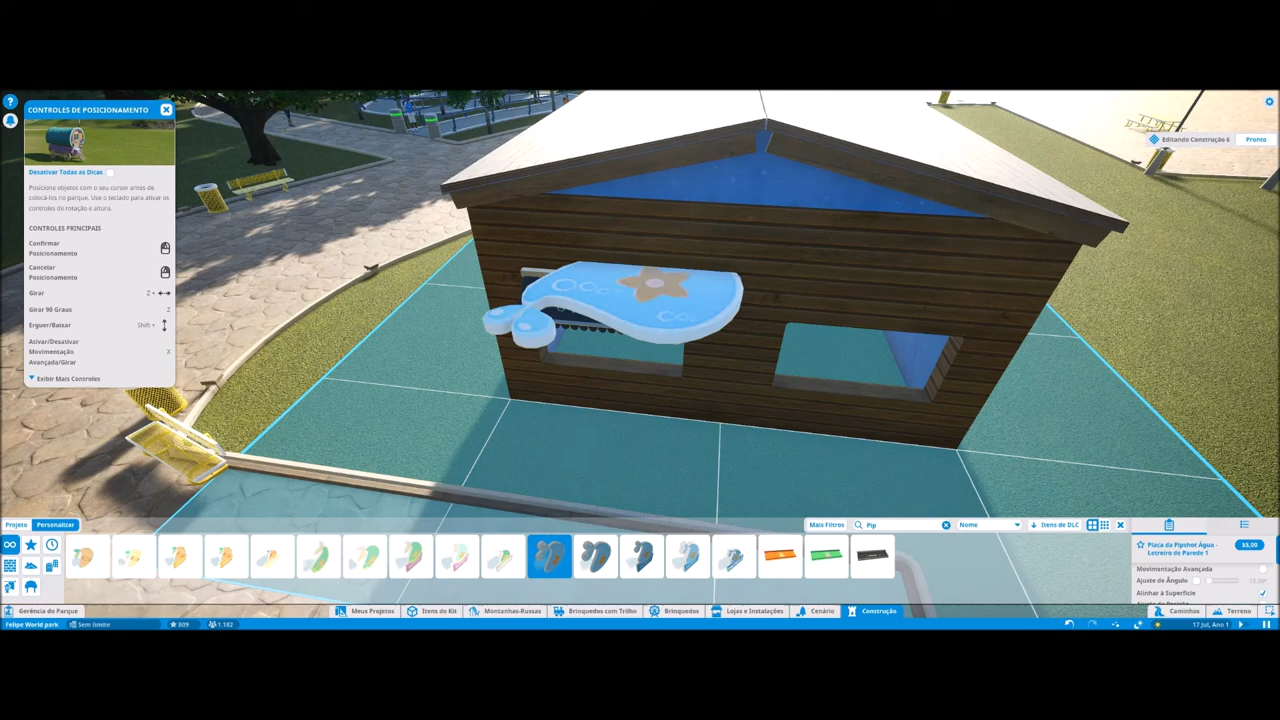 ?
CONTROLES DE POSICIONAMENTO
Desativar Todas as Dicas
Posicione objetos com o seu cursor antes de
colocá-los no parque. Use o teclado para ativar os
controles de rotação e altura.
CONTROLES PRINCIPAIS
Confirmar
Posicionamento
Cancelar
Posicionamento
Girar Z +
Girar 90 Graus Z
Erguer/Baixar Shift +
Ativar/Desativar
Movimentação X
Avançada/Girar
Exibir Mais Controles
Editando Construção 6 Pronto
Projeto Personalizar
Mais Filtros Pip Nome Itens de DLC
Placa da Pipshot Água -
Letreiro de Parede 1 $5,00
Movimentação Avançada
Ajuste de Ângulo
Alinhar à Superfície
Gerência do Parque Meus Projetos Itens do Kit Montanhas-Russas Brinquedos com Trilho Brinquedos Lojas e Instalações Cenário Construção Caminhos Terreno
Felipe World park Sem limite 809 1.182 17 Jul, Ano 1